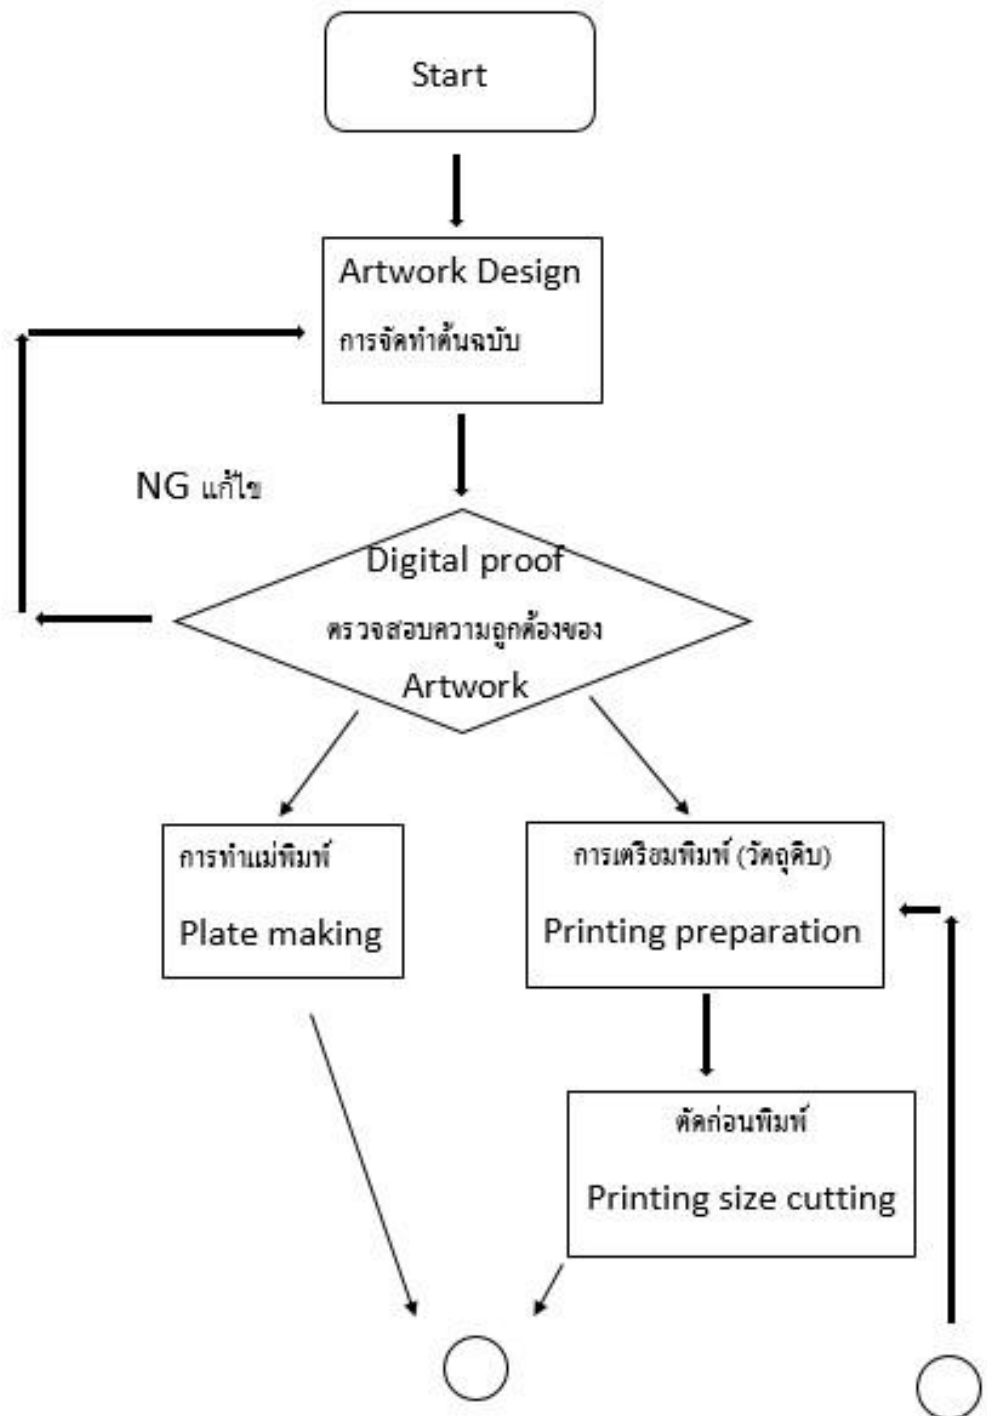 Start
Artwork Design
การจัดทำต้นฉบับ
NG แก้ไข
Digital proof
ตรวจสอบความถูกต้องของ
Artwork
การทำแม่พิมพ์
Plate making
การเตรียมพิมพ์ (วัตถุดิบ)
Printing preparation
ตัดก่อนพิมพ์
Printing size cutting